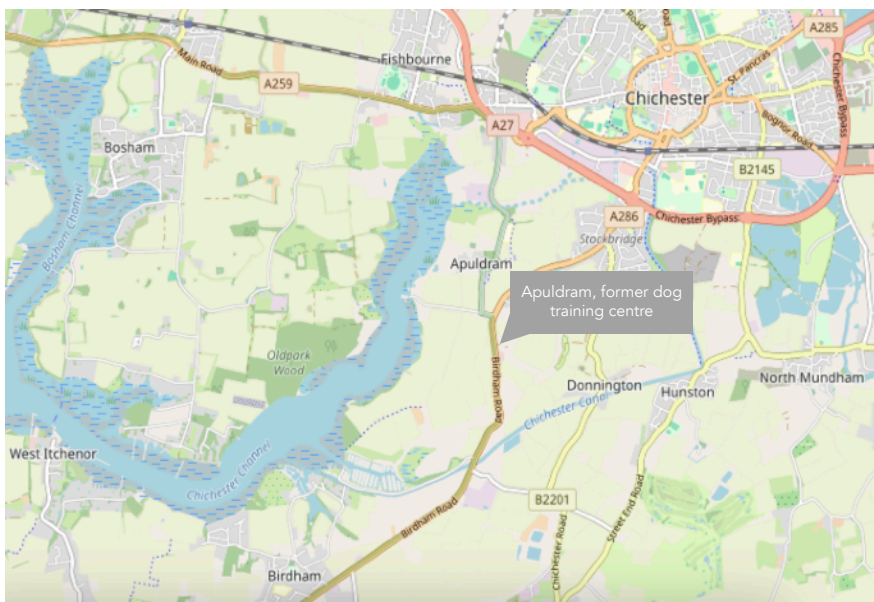 A285
Fishbourne
Main Road
St. Pancras
A259
Chichester
Chichester Bypass
A27
Bognor Road
Bosham
B2145
Bosham Channel
A286
Chichester Bypass
Stockbridge
Apuldram
Apuldram, former dog
training centre
Oldpark
Wood
Birdham Road
Donnington
Hunston
North Mundham
Chichester Canal
West Itchenor
Chichester Channel
B2201
Birdham Road
Chichester Road
Street End Road
Birdham